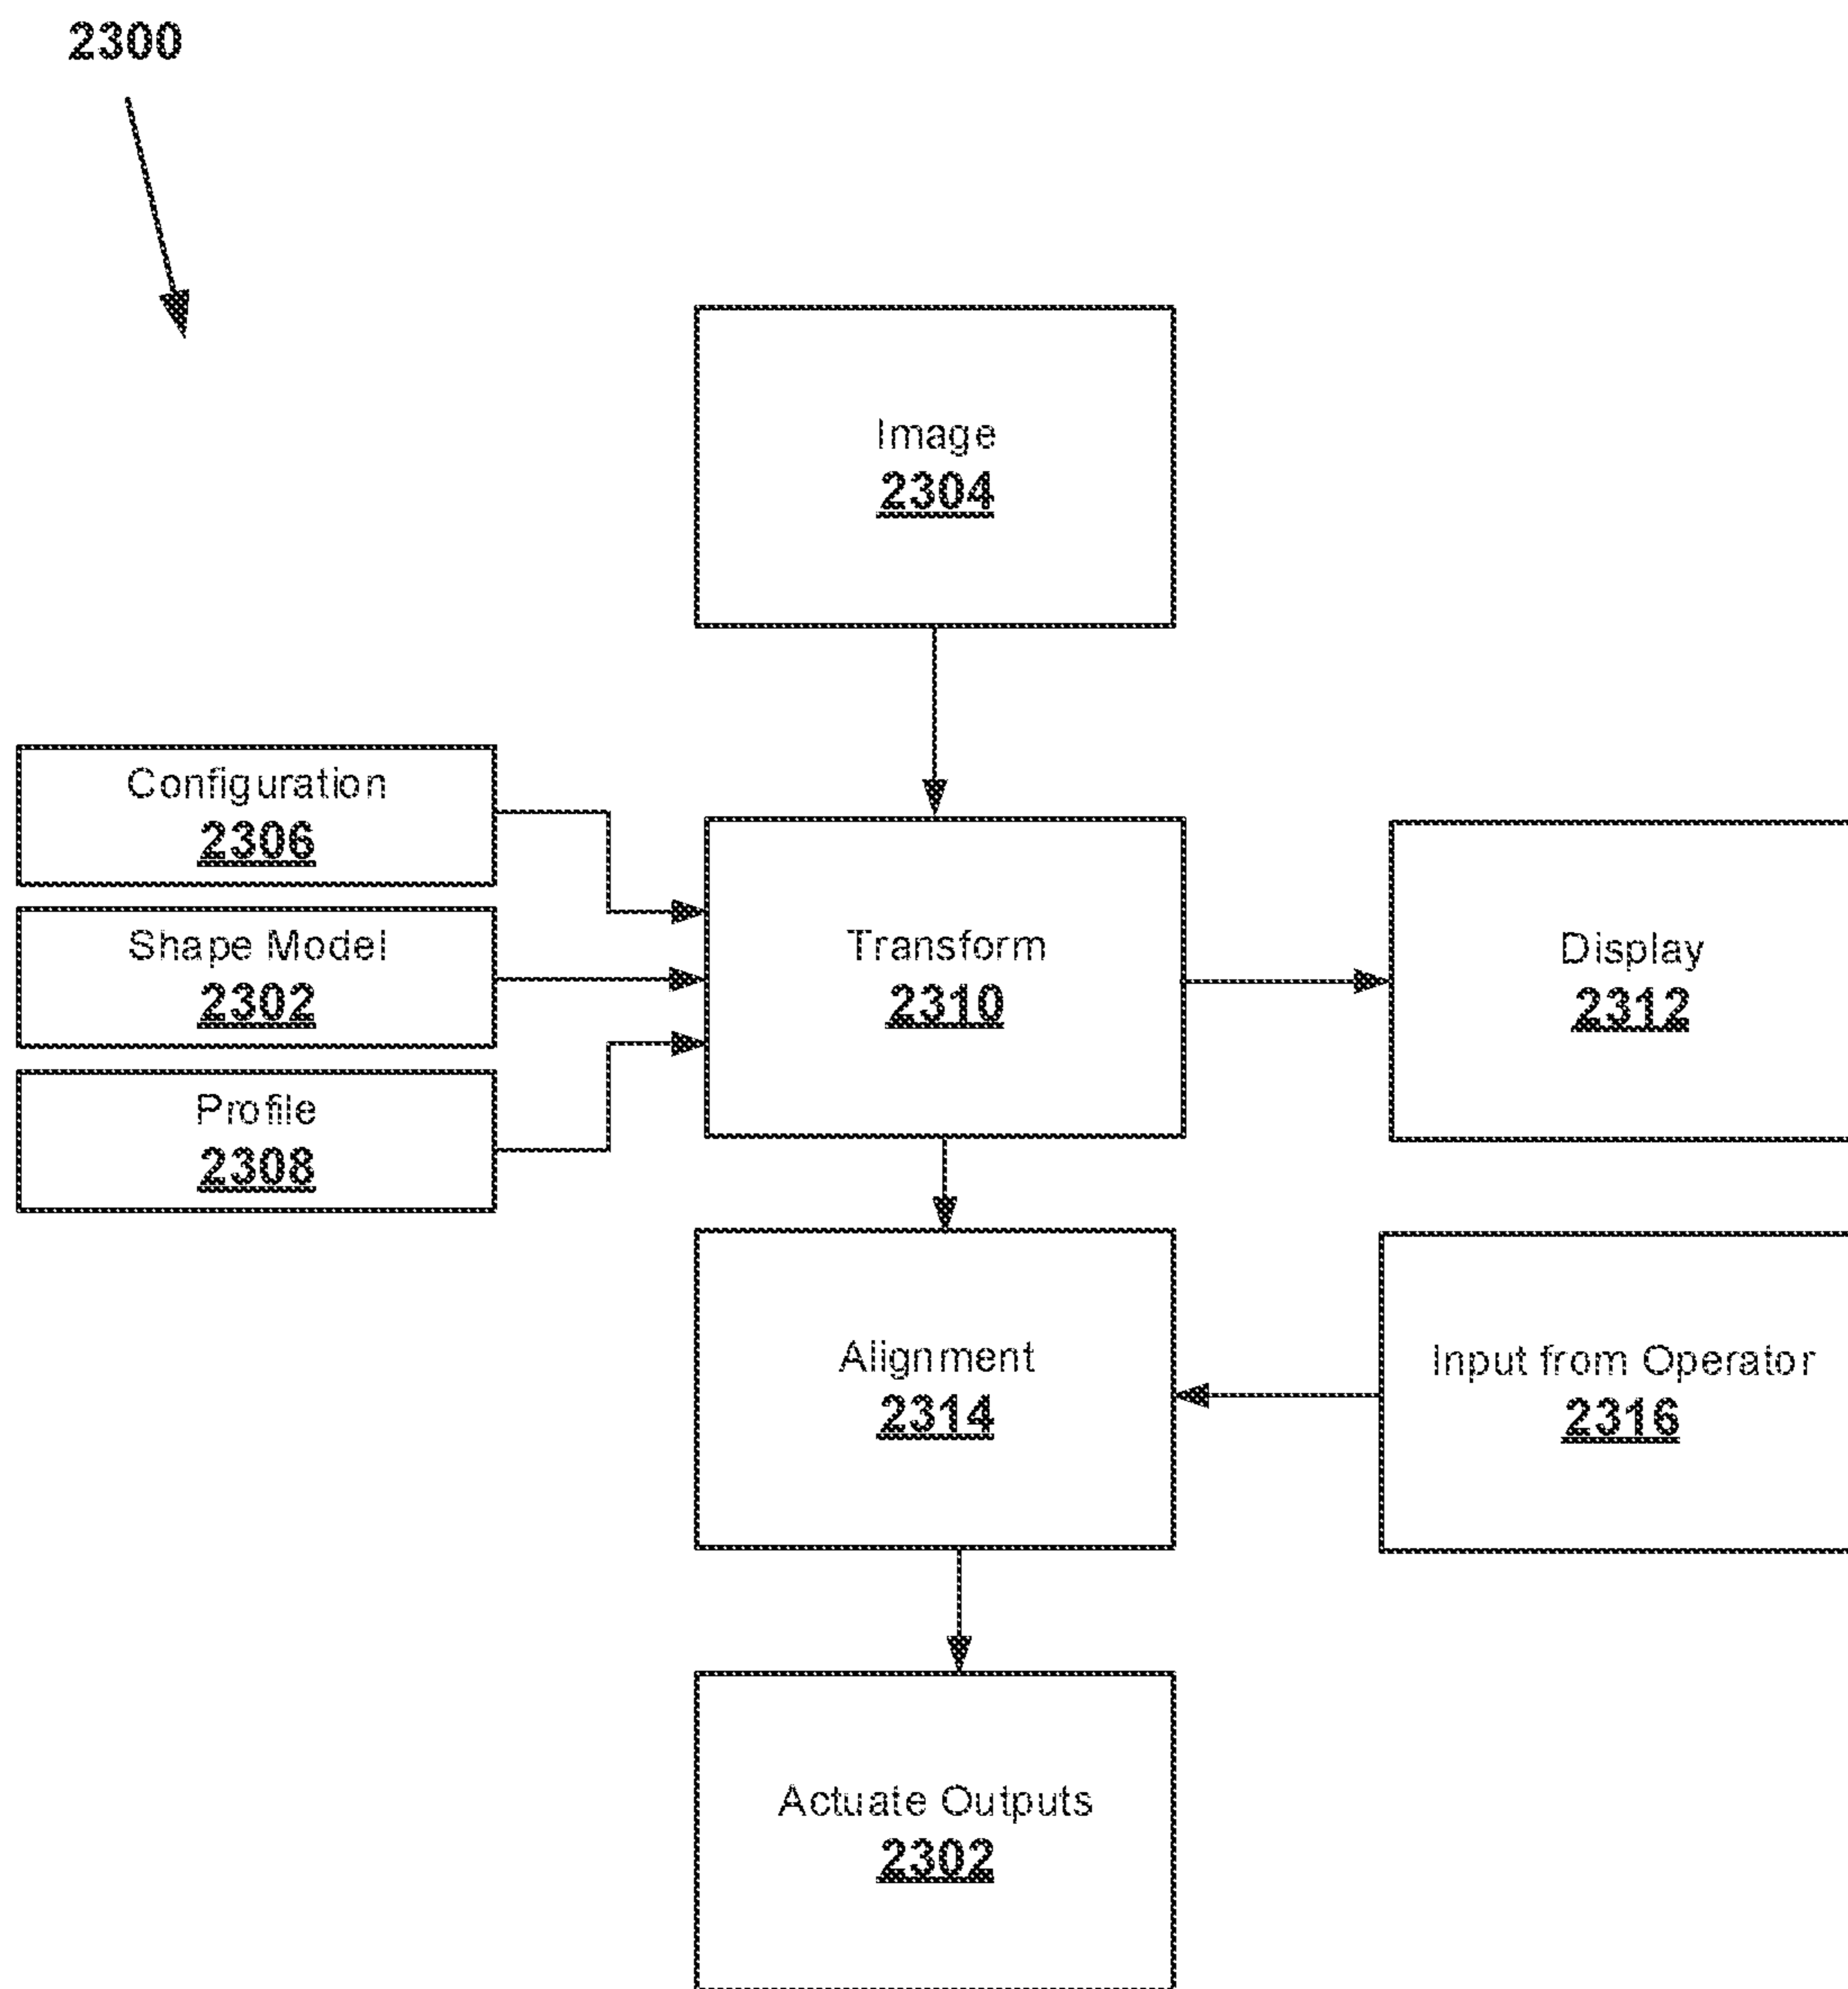 2300
Image
2304
Configuration
2306
Shape Model
2302
Profile
2308
Transform
2310
Display
2312
Alignment
2314
Input from Operator
2316
Actuate Outputs
2302